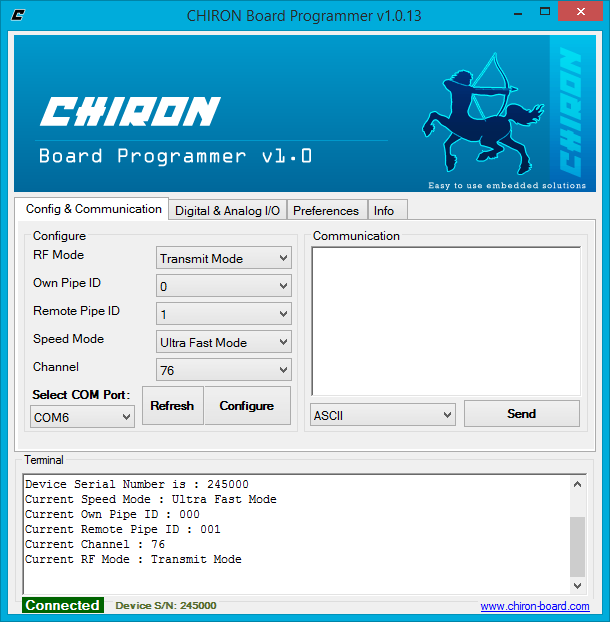 CHIRON Board Programmer v1.0.13
CHIRON
Board Programmer v1.0
CHIRON
Easy to use embedded solutions
Config & Communication Digital & Analog I/O Preferences Info
Configure
RF Mode Transmit Mode
Own Pipe ID 0
Remote Pipe ID 1
Speed Mode Ultra Fast Mode
Channel 76
Select COM Port:
COM6
Refresh Configure
Communication
ASCII Send
Terminal
Device Serial Number is : 245000
Current Speed Mode : Ultra Fast Mode
Current Own Pipe ID : 000
Current Remote Pipe ID : 001
Current Channel : 76
Current RF Mode : Transmit Mode
Connected Device S/N: 245000 www.chiron-board.com